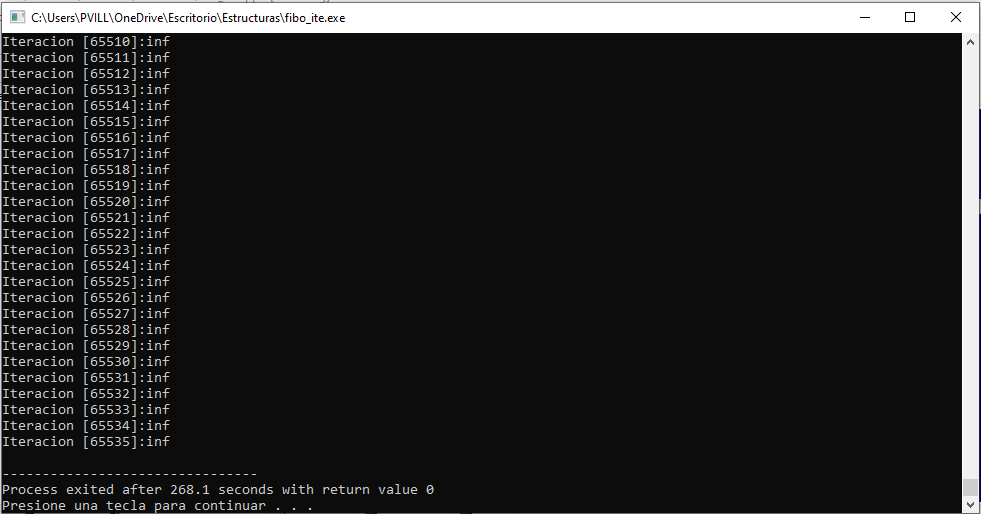 C:\Users\PVILL\OneDrive\Escritorio\Estructuras\fibo_ite.exe
Iteracion [65510]:inf
Iteracion [65511]:inf
Iteracion [65512]:inf
Iteracion [65513]:inf
Iteracion [65514]:inf
Iteracion [65515]:inf
Iteracion [65516]:inf
Iteracion [65517]:inf
Iteracion [65518]:inf
Iteracion [65519]:inf
Iteracion [65520]:inf
Iteracion [65521]:inf
Iteracion [65522]:inf
Iteracion [65523]:inf
Iteracion [65524]:inf
Iteracion [65525]:inf
Iteracion [65526]:inf
Iteracion [65527]:inf
Iteracion [65528]:inf
Iteracion [65529]:inf
Iteracion [65530]:inf
Iteracion [65531]:inf
Iteracion [65532]:inf
Iteracion [65533]:inf
Iteracion [65534]:inf
Iteracion [65535]:inf
--------------------------------
Process exited after 268.1 seconds with return value 0
Presione una tecla para continuar . . .